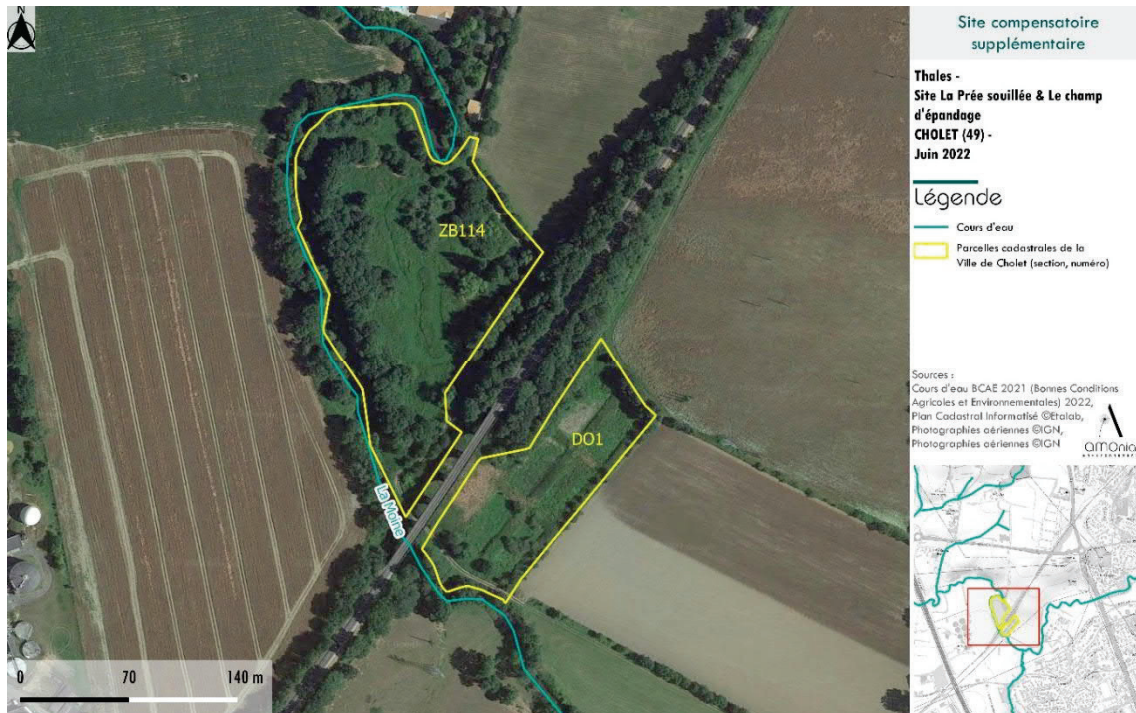 N
ZB114
DO1
La Moine
0 70 140 m
Site compensatoire
supplémentaire
Thales -
Site La Prée souillée & Le champ
d'épandage
CHOLET (49) -
Juin 2022
Légende
Cours d'eau
Parcelles cadastrales de la
Ville de Cholet (section, numéro)
Sources :
Cours d'eau BCAE 2021 (Bonnes Conditions
Agricoles et Environnementales) 2022,
Plan Cadastral Informatisé ©Etalab,
Photographies aériennes ©IGN,
Photographies aériennes ©IGN
amonia